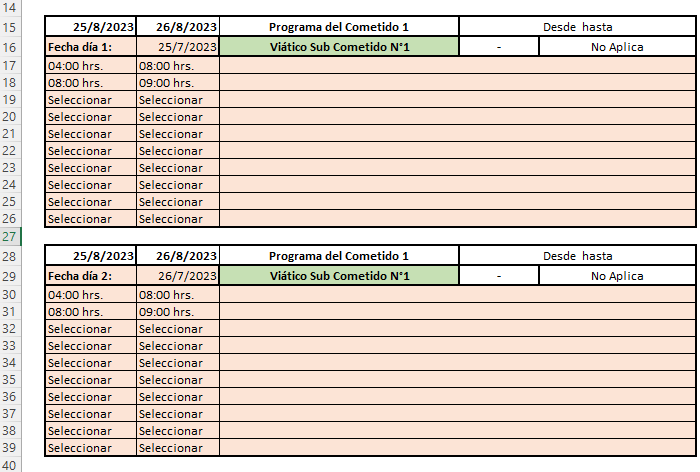 14
15 25/8/2023 26/8/2023 Programa del Cometido 1 Desde hasta
16 Fecha día 1: 25/7/2023 Viático Sub Cometido N°1 - No Aplica
17 04:00 hrs. 08:00 hrs.
18 08:00 hrs. 09:00 hrs.
19 Seleccionar Seleccionar
20 Seleccionar Seleccionar
21 Seleccionar Seleccionar
22 Seleccionar Seleccionar
23 Seleccionar Seleccionar
24 Seleccionar Seleccionar
25 Seleccionar Seleccionar
26 Seleccionar Seleccionar
27
28 25/8/2023 26/8/2023 Programa del Cometido 1 Desde hasta
29 Fecha día 2: 26/7/2023 Viático Sub Cometido N°1 - No Aplica
30 04:00 hrs. 08:00 hrs.
31 08:00 hrs. 09:00 hrs.
32 Seleccionar Seleccionar
33 Seleccionar Seleccionar
34 Seleccionar Seleccionar
35 Seleccionar Seleccionar
36 Seleccionar Seleccionar
37 Seleccionar Seleccionar
38 Seleccionar Seleccionar
39 Seleccionar Seleccionar
40